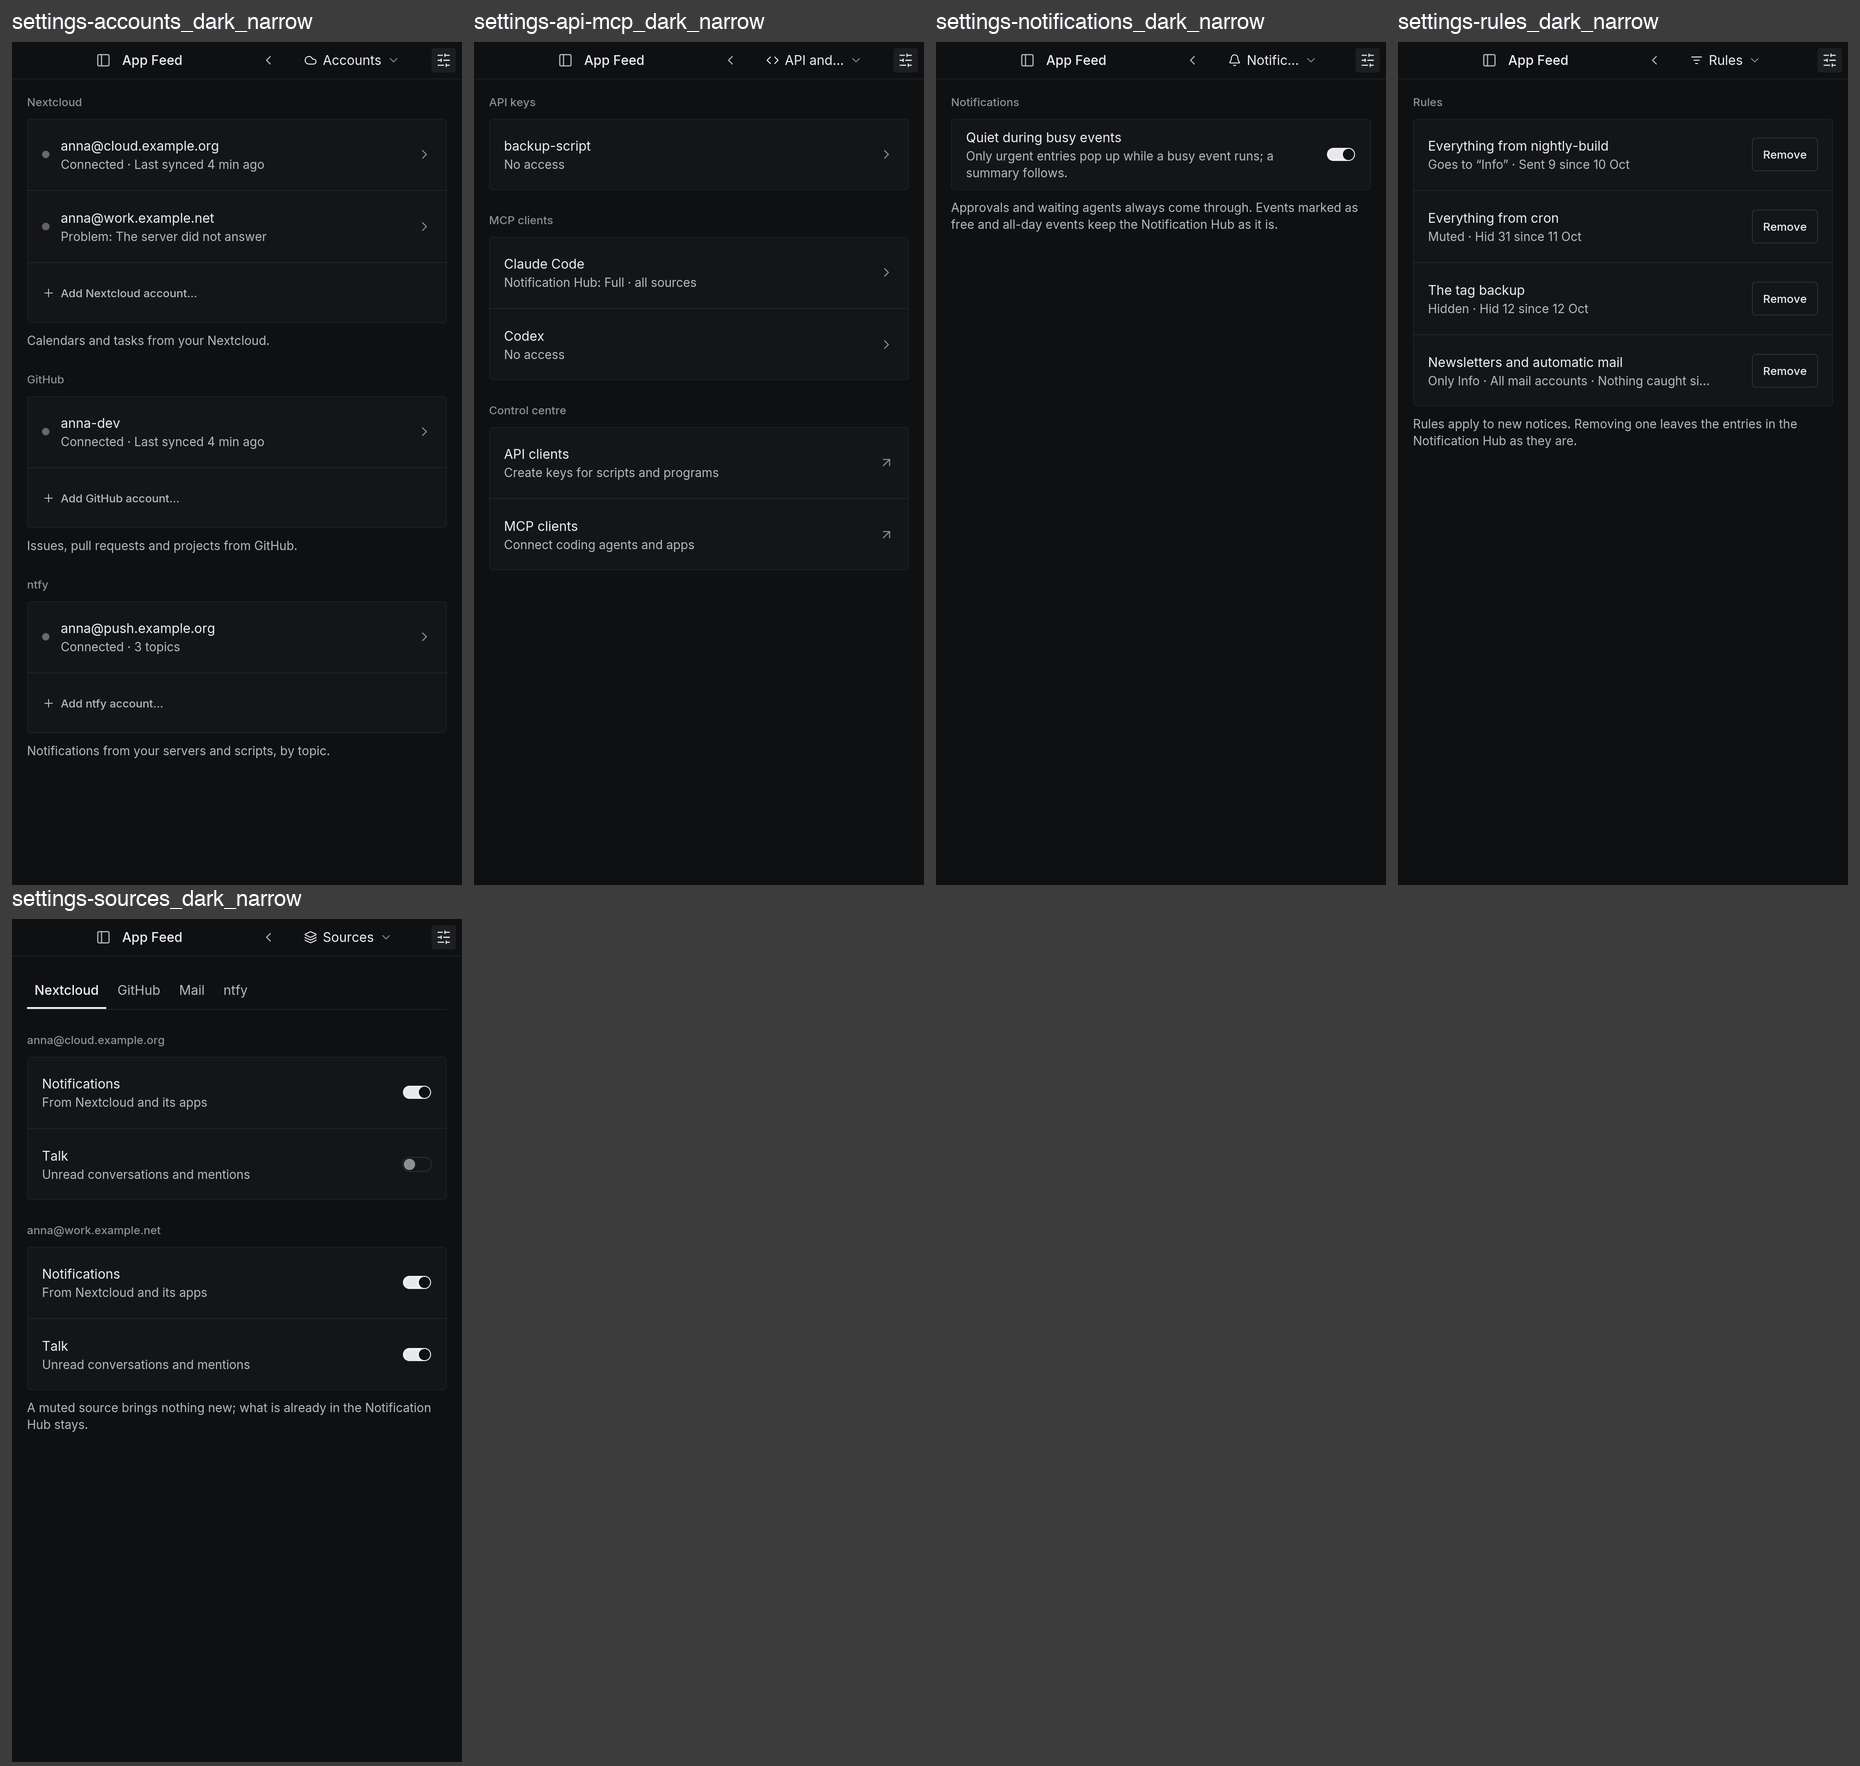 settings-accounts_dark_narrow
App Feed
Accounts
Nextcloud
anna@cloud.example.org
Connected · Last synced 4 min ago
anna@work.example.net
Problem: The server did not answer
Add Nextcloud account...
Calendars and tasks from your Nextcloud.
GitHub
anna-dev
Connected · Last synced 4 min ago
Add GitHub account...
Issues, pull requests and projects from GitHub.
ntfy
anna@push.example.org
Connected · 3 topics
Add ntfy account...
Notifications from your servers and scripts, by topic.
settings-api-mcp_dark_narrow
App Feed
API and...
API keys
backup-script
No access
MCP clients
Claude Code
Notification Hub: Full · all sources
Codex
No access
Control centre
API clients
Create keys for scripts and programs
MCP clients
Connect coding agents and apps
settings-notifications_dark_narrow
App Feed
Notific...
Notifications
Quiet during busy events
Only urgent entries pop up while a busy event runs; a
summary follows.
Approvals and waiting agents always come through. Events marked as
free and all-day events keep the Notification Hub as it is.
settings-rules_dark_narrow
App Feed
Rules
Rules
Everything from nightly-build
Goes to “Info” · Sent 9 since 10 Oct
Remove
Everything from cron
Muted · Hid 31 since 11 Oct
Remove
The tag backup
Hidden · Hid 12 since 12 Oct
Remove
Newsletters and automatic mail
Only Info · All mail accounts · Nothing caught si...
Remove
Rules apply to new notices. Removing one leaves the entries in the
Notification Hub as they are.
settings-sources_dark_narrow
App Feed
Sources
Nextcloud GitHub Mail ntfy
anna@cloud.example.org
Notifications
From Nextcloud and its apps
Talk
Unread conversations and mentions
anna@work.example.net
Notifications
From Nextcloud and its apps
Talk
Unread conversations and mentions
A muted source brings nothing new; what is already in the Notification
Hub stays.